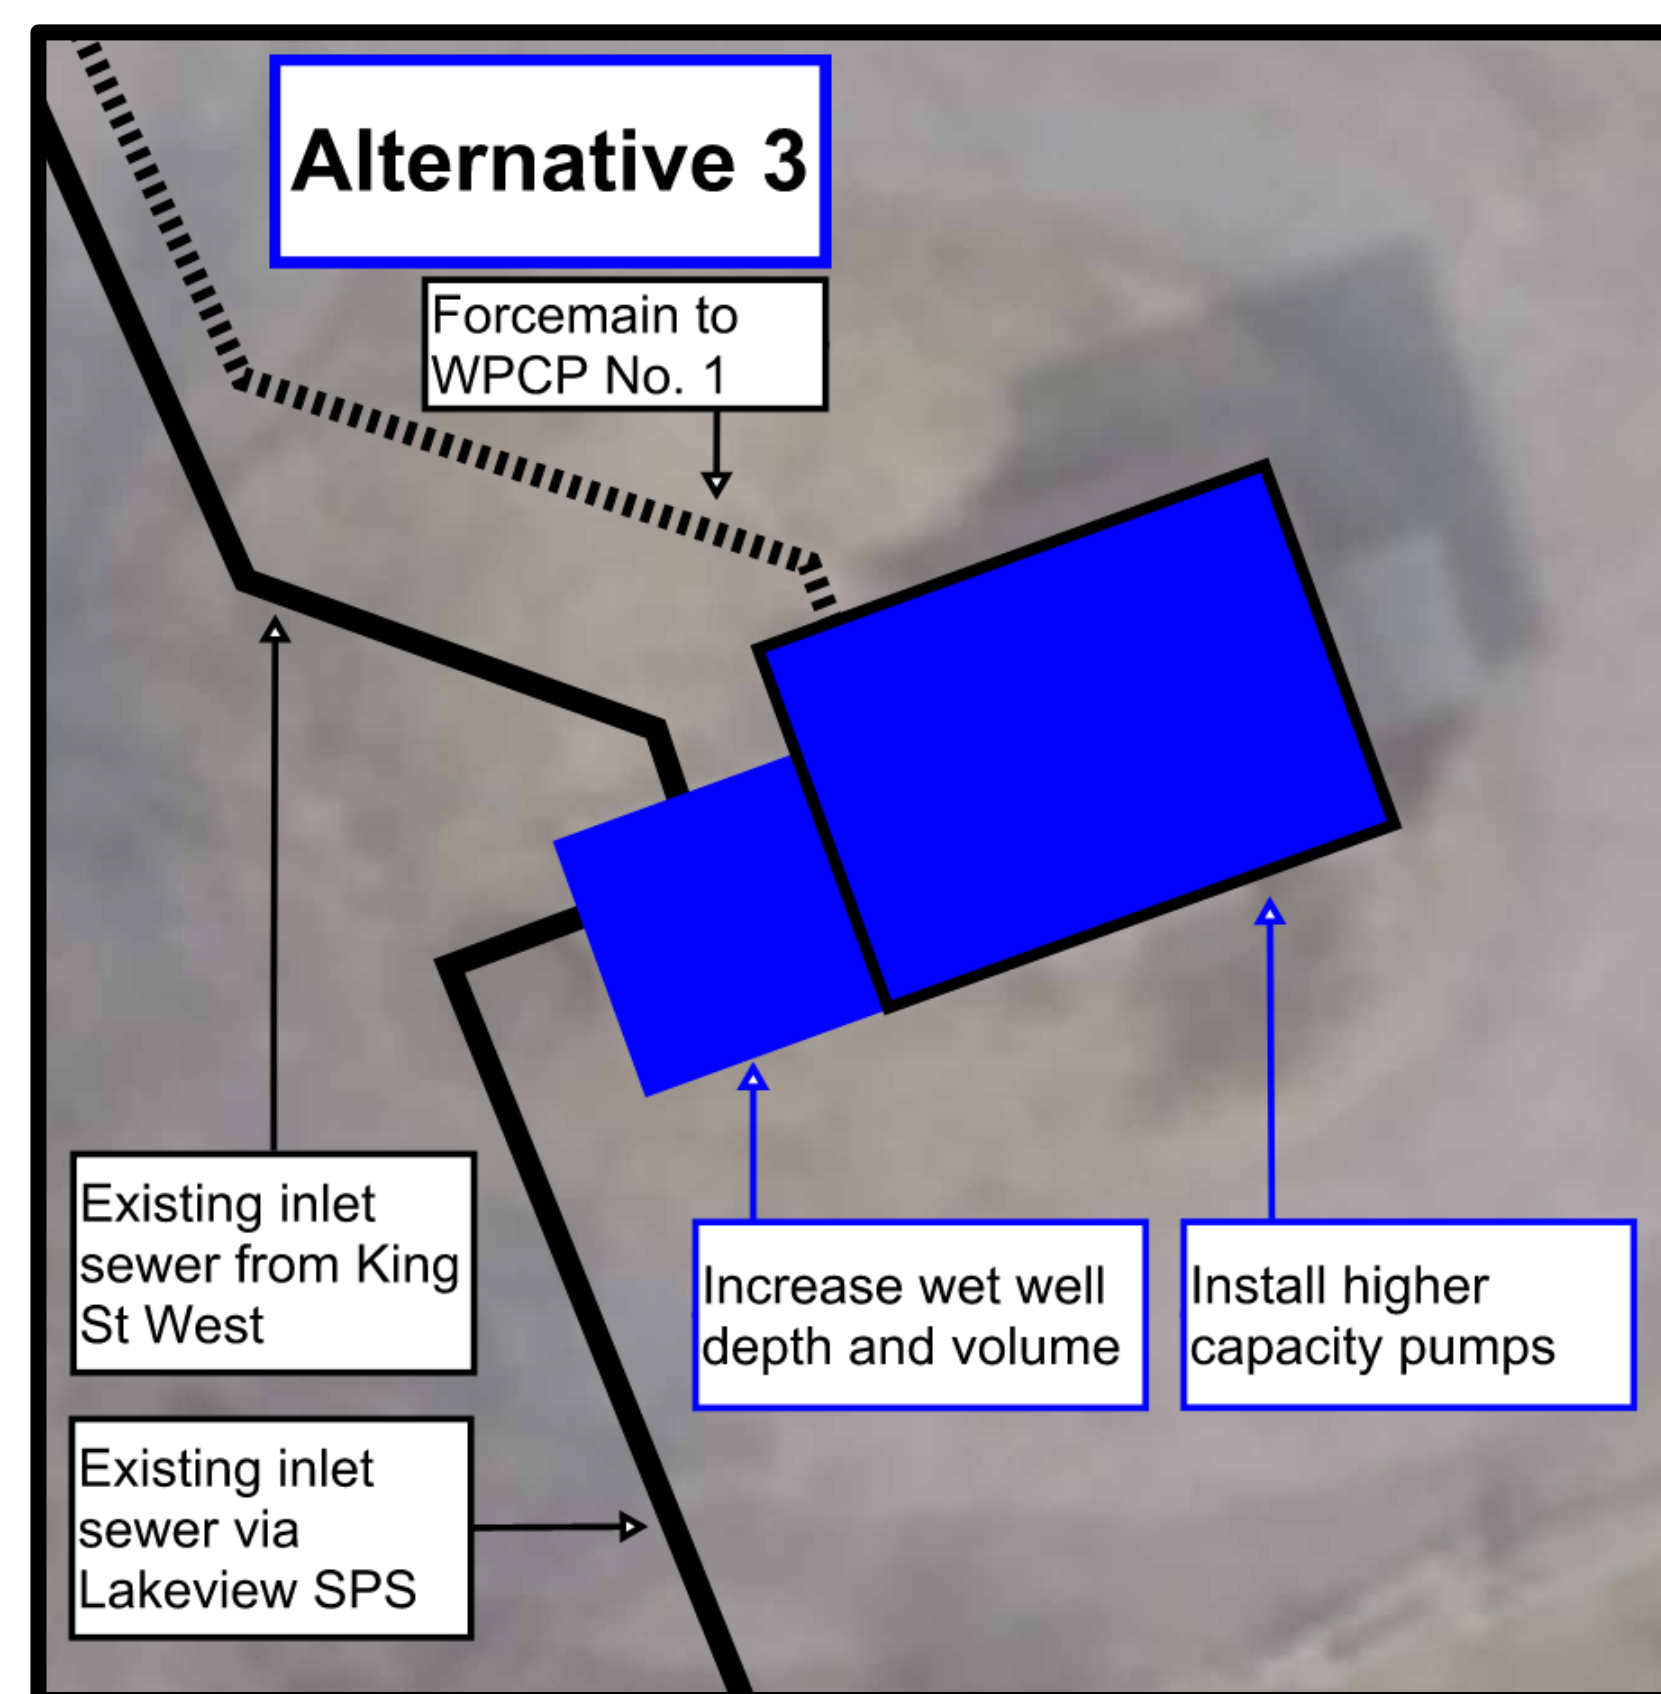 Alternative 3
Forcemain to
WPCP No. 1
Existing inlet
sewer from King
St West
Increase wet well
depth and volume
Install higher
capacity pumps
Existing inlet
sewer via
Lakeview SPS